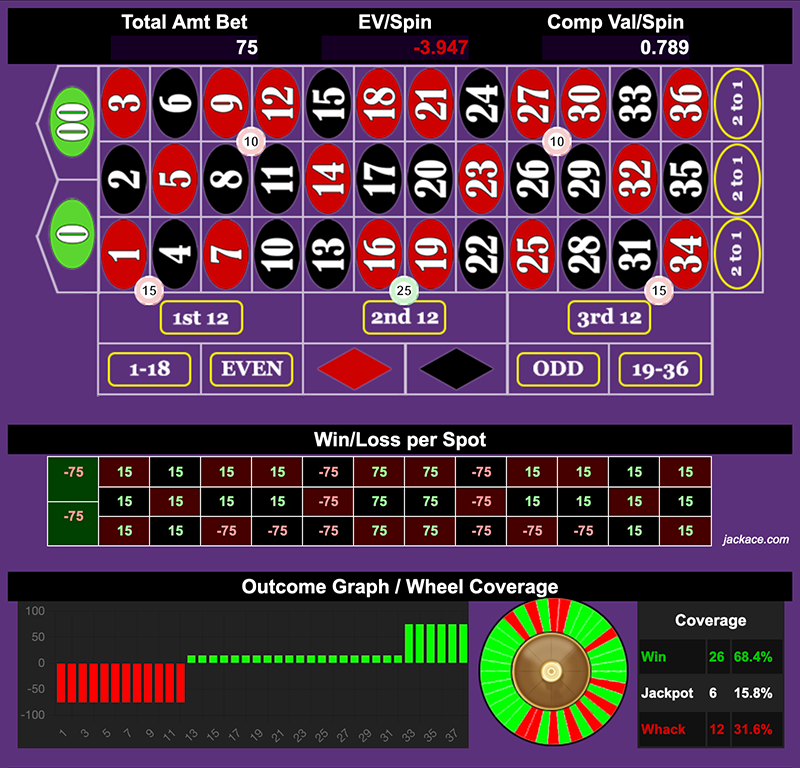 Total Amt Bet EV/Spin Comp Val/Spin
75 -3.947 0.789
00 3 6 9 12 15 18 21 24 27 30 33 36 2 to 1
10 10
2 5 8 11 14 17 20 23 26 29 32 35 2 to 1
0 1 4 7 10 13 16 19 22 25 28 31 34 2 to 1
15 25 15
1st 12 2nd 12 3rd 12
1-18 EVEN ODD 19-36
Win/Loss per Spot
-75 15 15 15 15 -75 75 75 -75 15 15 15 15
15 15 15 15 -75 75 75 -75 15 15 15 15
-75 15 15 -75 -75 -75 75 75 -75 -75 -75 15 15
jackace.com
Outcome Graph / Wheel Coverage
100
50
0
-50
-100
1 3 5 7 9 11 13 15 17 19 21 23 25 27 29 31 33 35 37
Coverage
Win 26 68.4%
Jackpot 6 15.8%
Whack 12 31.6%